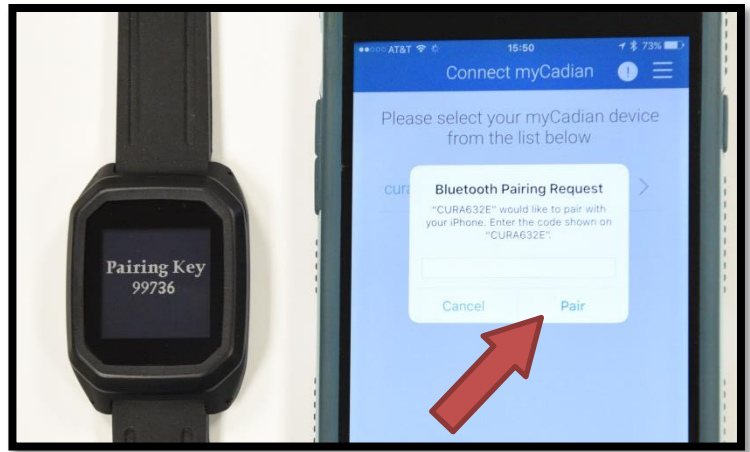 Pairing Key
99736
AT&T 15:50 73%
Connect myCadian
Please select your myCadian device
from the list below
cura
Bluetooth Pairing Request
"CURA632E" would like to pair with
your iPhone. Enter the code shown on
"CURA632E".
Cancel Pair